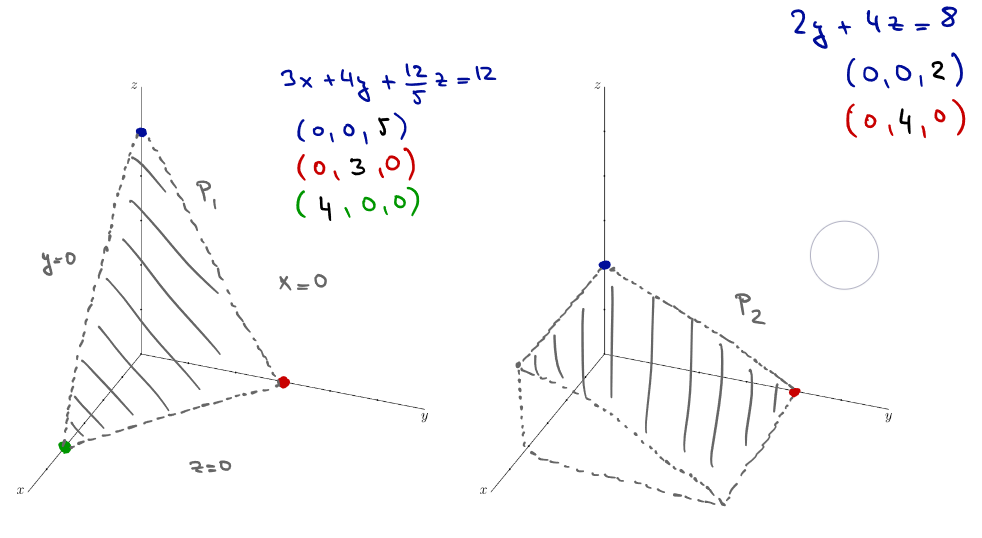 2y + 4z = 8
3x + 4y + 12/5 z = 12
(0, 0, 2)
(0, 0, 5)
(0, 4, 0)
(0, 3, 0)
(4, 0, 0)
z
z
P1
y=0
x=0
P2
y
y
z=0
x
x